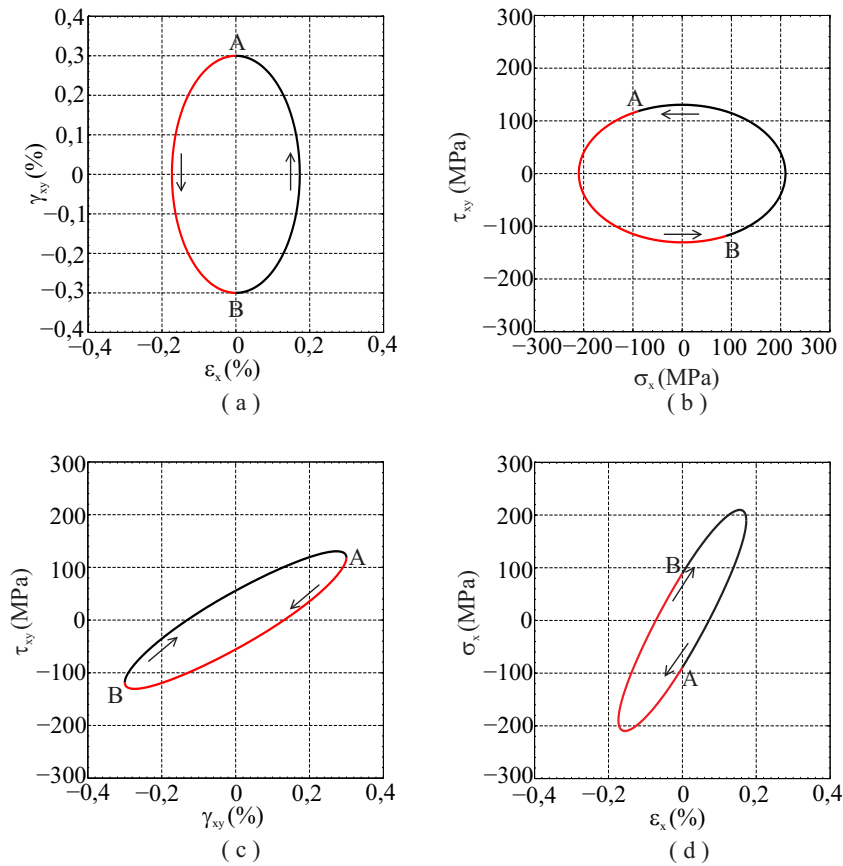 0,4
A
0,3
0,2
0,1
0
−0,1
−0,2
−0,3
−0,4
B
γxy (%)
−0,4 −0,2 0 0,2 0,4
εx (%)
( a )
300
200
A
100
0
−100
B
−200
−300
τxy (MPa)
−300 −200 −100 0 100 200 300
σx (MPa)
( b )
300
200
100
A
0
−100
B
−200
−300
τxy (MPa)
−0,4 −0,2 0 0,2 0,4
γxy (%)
( c )
300
200
100
B
0
−100
A
−200
−300
σx (MPa)
−0,4 −0,2 0 0,2 0,4
εx (%)
( d )